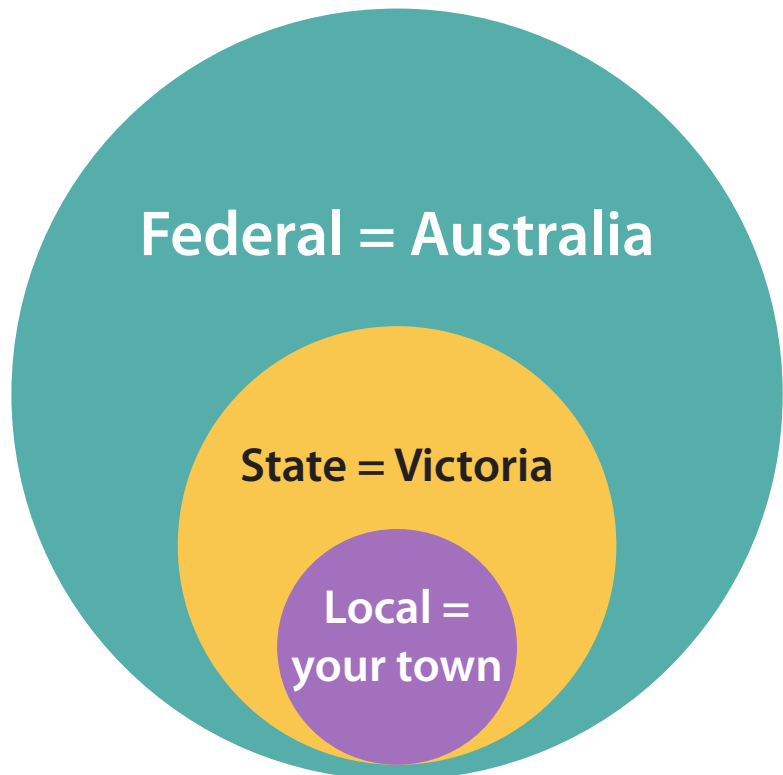 Federal = Australia
State = Victoria
Local =
your town